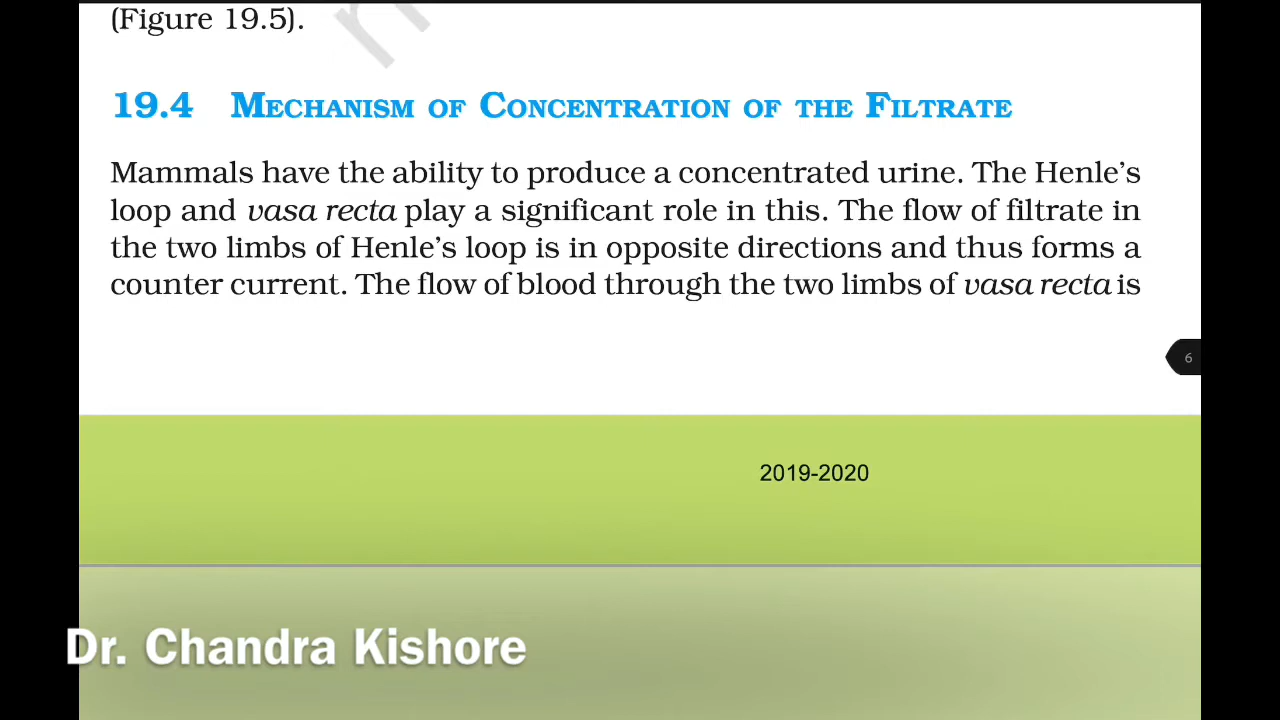 (Figure 19.5).
19.4 MECHANISM OF CONCENTRATION OF THE FILTRATE
Mammals have the ability to produce a concentrated urine. The Henle’s
loop and vasa recta play a significant role in this. The flow of filtrate in
the two limbs of Henle’s loop is in opposite directions and thus forms a
counter current. The flow of blood through the two limbs of vasa recta is
6
2019-2020
Dr. Chandra Kishore